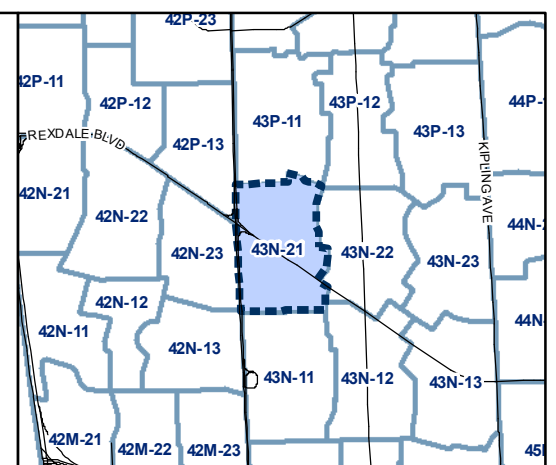 42P-23
42P-11
42P-12
43P-11
43P-12
44P-
42P-13
43P-13
REXDALE BLVD
KIPLING AVE
42N-21
42N-22
44N-2
42N-23
43N-21
43N-22
43N-23
42N-12
42N-11
44N-
42N-13
43N-11
43N-12
43N-13
42M-21
42M-22
42M-23
45